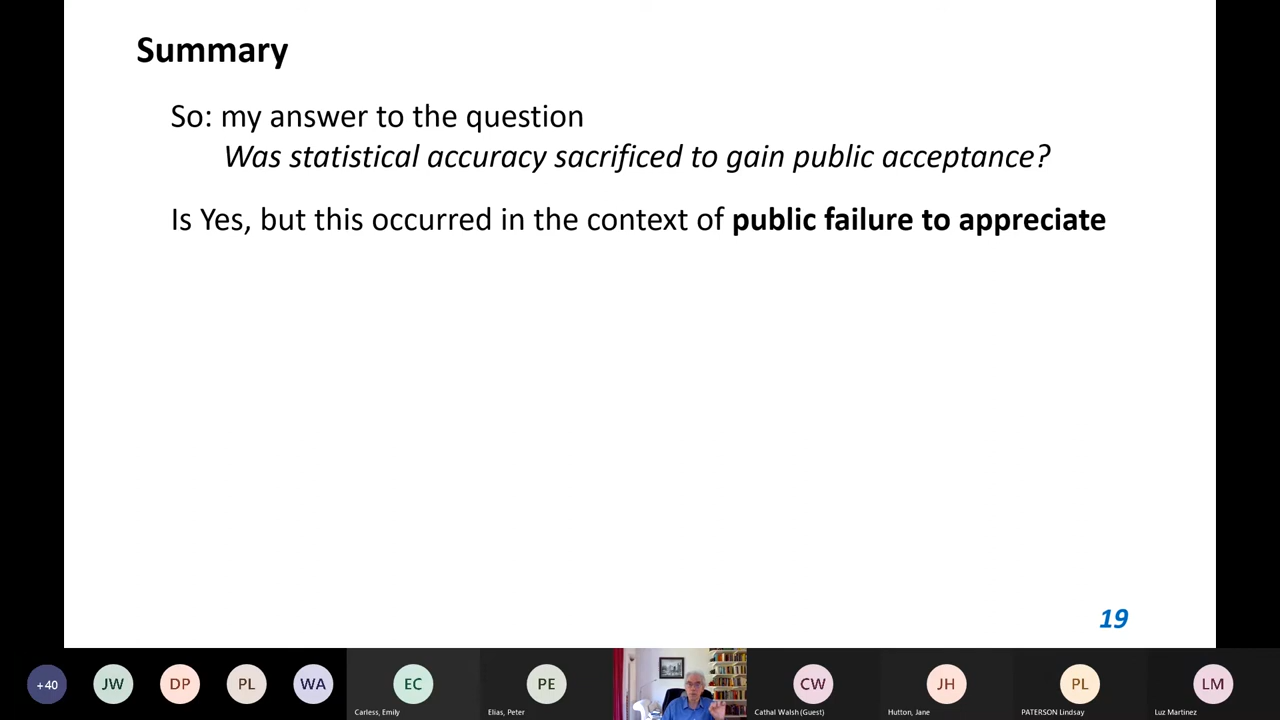 Summary
So: my answer to the question
Was statistical accuracy sacrificed to gain public acceptance?
Is Yes, but this occurred in the context of public failure to appreciate
19
+40
JW
DP
PL
WA
EC
PE
CW
JH
PL
LM
Carless, Emily
Elias, Peter
Cathal Walsh (Guest)
Hutton, Jane
PATERSON Lindsay
Luz Martinez